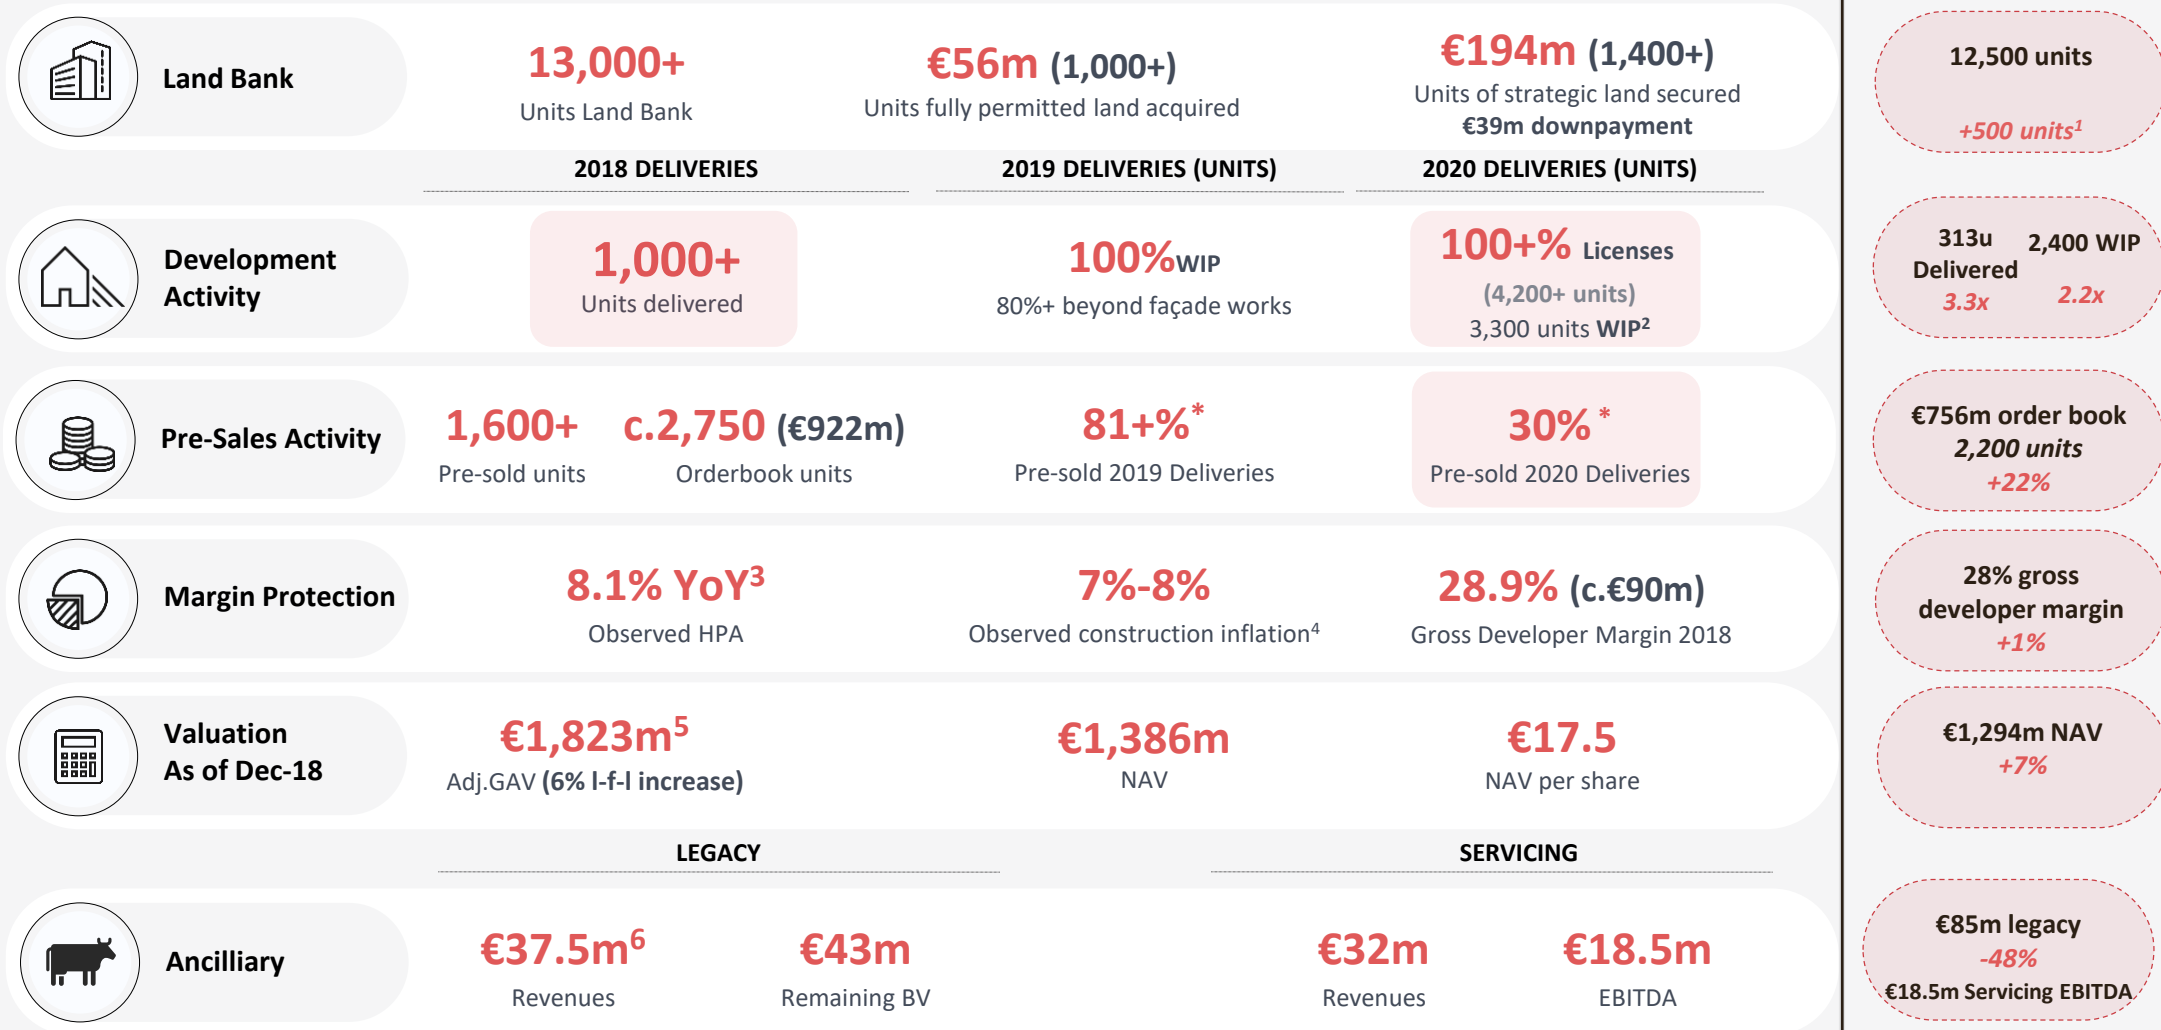 Land Bank
13,000+
Units Land Bank
€56m (1,000+)
Units fully permitted land acquired
€194m (1,400+)
Units of strategic land secured
€39m downpayment
12,500 units
+500 units¹
2018 DELIVERIES
2019 DELIVERIES (UNITS)
2020 DELIVERIES (UNITS)
Development
Activity
1,000+
Units delivered
100%WIP
80%+ beyond façade works
100+% Licenses
(4,200+ units)
3,300 units WIP²
313u
Delivered
3.3x
2,400 WIP
2.2x
Pre-Sales Activity
1,600+
Pre-sold units
c.2,750 (€922m)
Orderbook units
81+%*
Pre-sold 2019 Deliveries
30% *
Pre-sold 2020 Deliveries
€756m order book
2,200 units
+22%
Margin Protection
8.1% YoY³
Observed HPA
7%-8%
Observed construction inflation⁴
28.9% (c.€90m)
Gross Developer Margin 2018
28% gross
developer margin
+1%
Valuation
As of Dec-18
€1,823m⁵
Adj.GAV (6% l-f-l increase)
€1,386m
NAV
€17.5
NAV per share
€1,294m NAV
+7%
LEGACY
SERVICING
Ancilliary
€37.5m⁶
Revenues
€43m
Remaining BV
€32m
Revenues
€18.5m
EBITDA
€85m legacy
-48%
€18.5m Servicing EBITDA